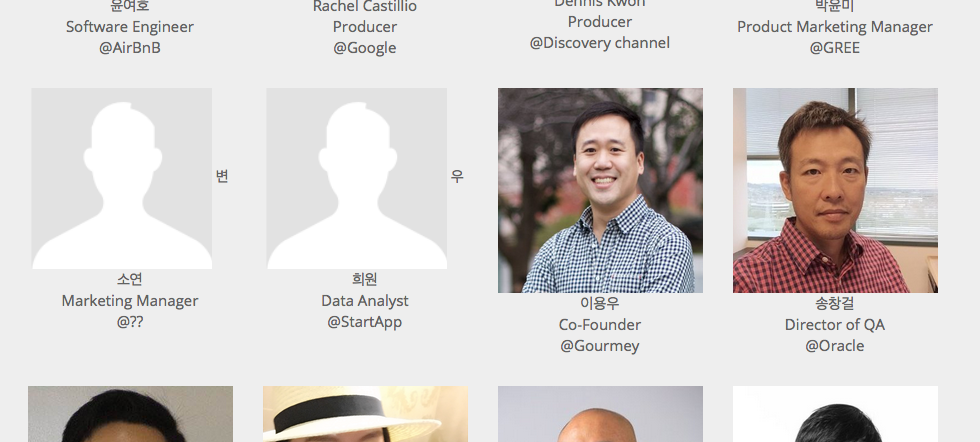 윤여호
Software Engineer
@AirBnB
Rachel Castillio
Producer
@Google
Dennis Kwon
Producer
@Discovery channel
박윤미
Product Marketing Manager
@GREE
변
소연
Marketing Manager
@??
우
희원
Data Analyst
@StartApp
이용우
Co-Founder
@Gourmey
송창걸
Director of QA
@Oracle